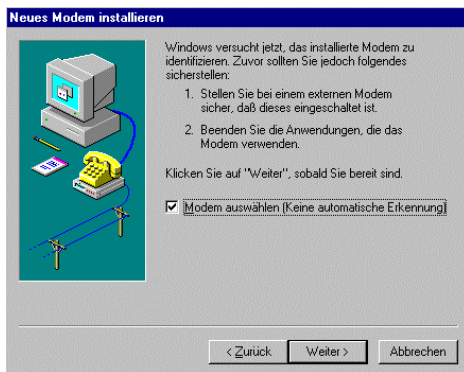 Neues Modem installieren
Windows versucht jetzt, das installierte Modem zu
identifizieren. Zuvor sollten Sie jedoch folgendes
sicherstellen:
1. Stellen Sie bei einem externen Modem
sicher, daß dieses eingeschaltet ist.
2. Beenden Sie die Anwendungen, die das
Modem verwenden.
Klicken Sie auf "Weiter", sobald Sie bereit sind.
Modem auswählen (Keine automatische Erkennung)
< Zurück Weiter > Abbrechen